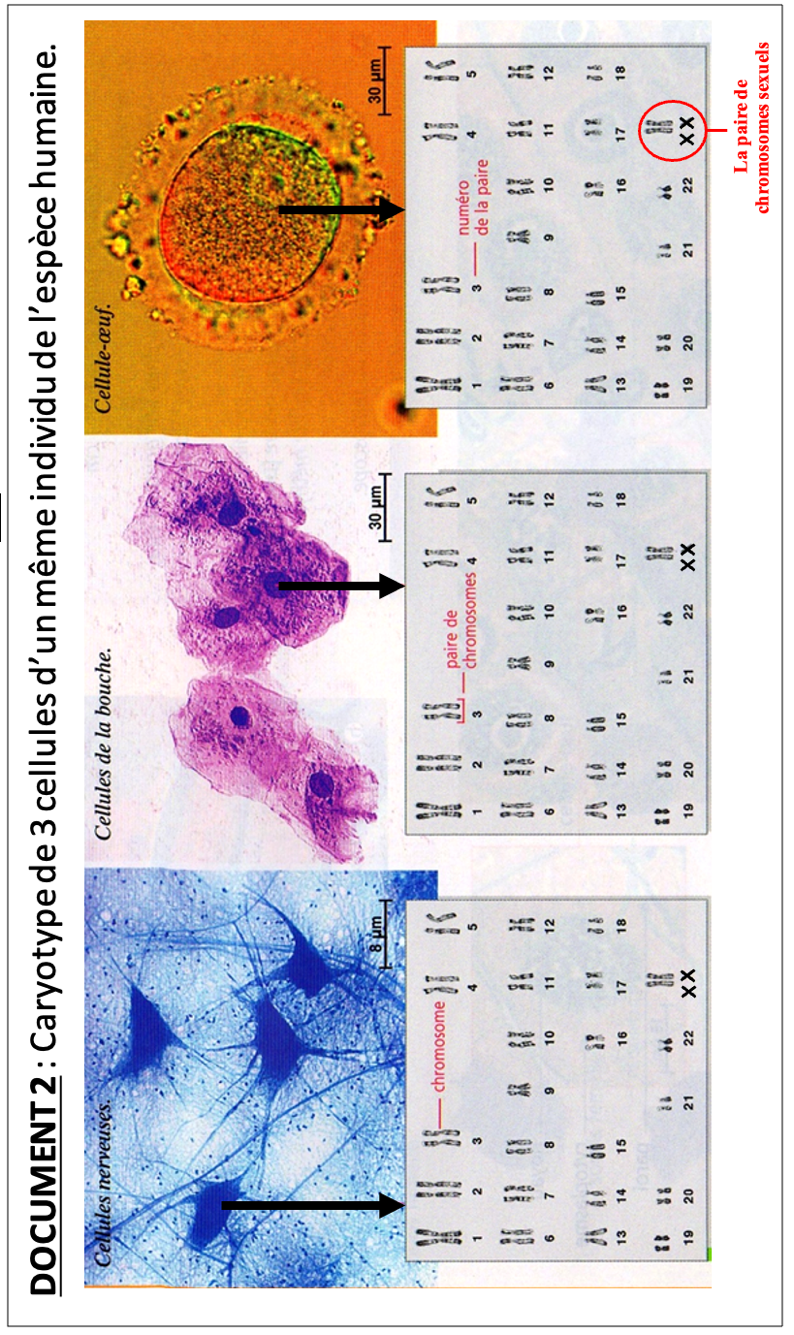 DOCUMENT 2 : Caryotype de 3 cellules d'un même individu de l'espèce humaine.
Cellules nerveuses.
8 µm
chromosome
1 2 3 4 5
6 7 8 9 10 11 12
13 14 15 16 17 18
19 20 21 22 XX
Cellules de la bouche.
30 µm
paire de
chromosomes
1 2 3 4 5
6 7 8 9 10 11 12
13 14 15 16 17 18
19 20 21 22 XX
Cellule-œuf.
30 µm
numéro
de la paire
1 2 3 4 5
6 7 8 9 10 11 12
13 14 15 16 17 18
19 20 21 22 XX
La paire de
chromosomes sexuels